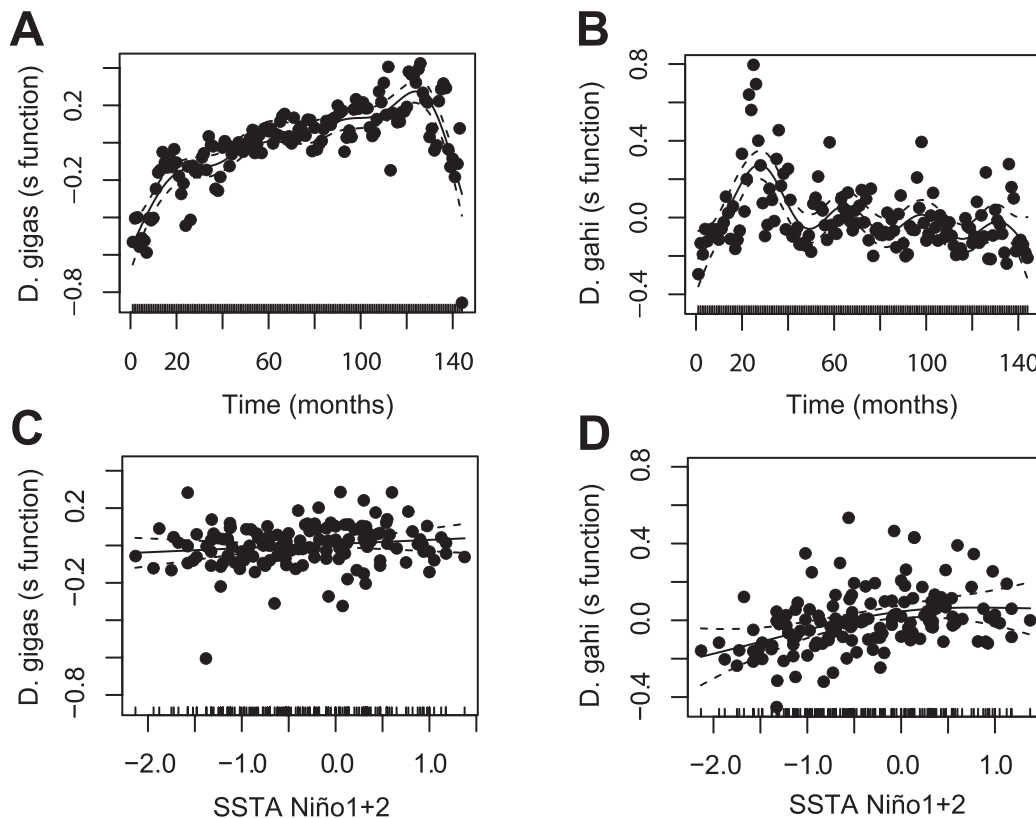 A
B
D. gigas (s function)
−0.8
−0.2
0.2
0 20 60 100 140
Time (months)
D. gahi (s function)
−0.4
0.0
0.4
0.8
0 20 60 100 140
Time (months)
C
D
D. gigas (s function)
−0.8
−0.2
0.2
−2.0 −1.0 0.0 1.0
SSTA Niño1+2
D. gahi (s function)
−0.4
0.0
0.4
0.8
−2.0 −1.0 0.0 1.0
SSTA Niño1+2